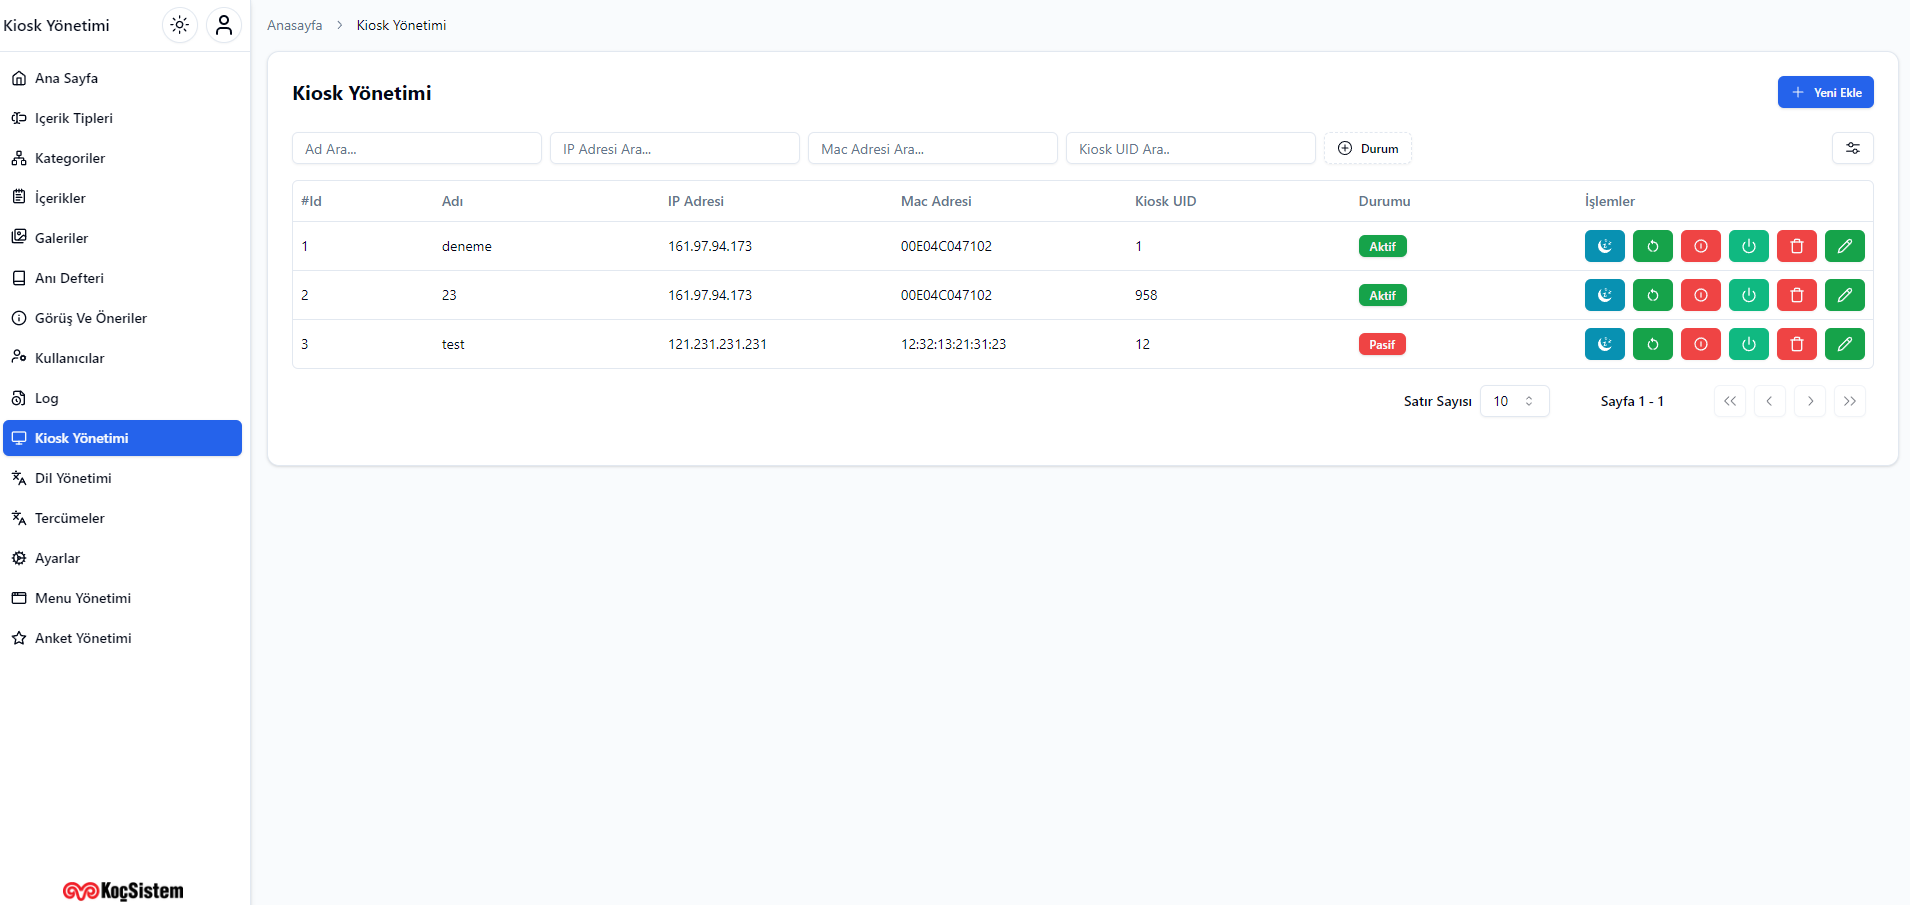 Kiosk Yönetimi
Ana Sayfa
Içerik Tipleri
Kategoriler
İçerikler
Galeriler
Anı Defteri
Görüş Ve Öneriler
Kullanıcılar
Log
Kiosk Yönetimi
Dil Yönetimi
Tercümeler
Ayarlar
Menu Yönetimi
Anket Yönetimi
KoçSistem
Anasayfa > Kiosk Yönetimi
Kiosk Yönetimi
Yeni Ekle
Ad Ara... IP Adresi Ara... Mac Adresi Ara... Kiosk UID Ara.. Durum
#Id Adı IP Adresi Mac Adresi Kiosk UID Durumu İşlemler
1 deneme 161.97.94.173 00E04C047102 1 Aktif
2 23 161.97.94.173 00E04C047102 958 Aktif
3 test 121.231.231.231 12:32:13:21:31:23 12 Pasif
Satır Sayısı 10 Sayfa 1 - 1